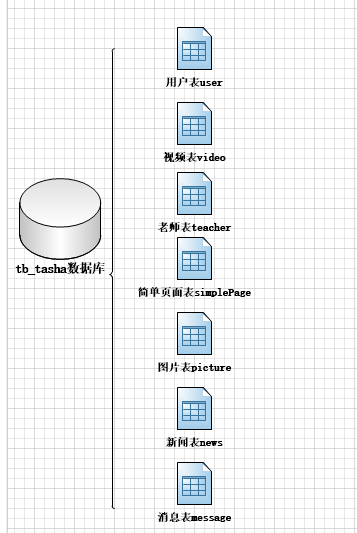 用户表user
视频表video
老师表teacher
tb_tasha数据库
简单页面表simplePage
图片表picture
新闻表news
消息表message